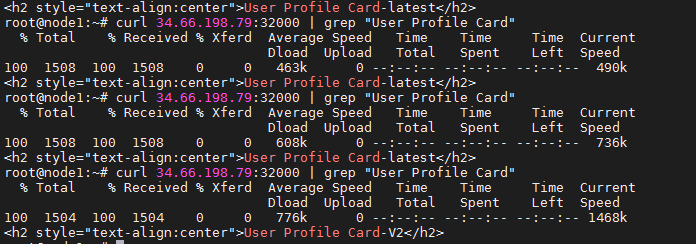 <h2 style="text-align:center">User Profile Card-latest</h2>
root@node1:~# curl 34.66.198.79:32000 | grep "User Profile Card"
  % Total    % Received % Xferd  Average Speed   Time    Time     Time  Current
                                 Dload  Upload   Total   Spent    Left  Speed
100  1508  100  1508    0     0   463k      0 --:--:-- --:--:-- --:--:--  490k
<h2 style="text-align:center">User Profile Card-latest</h2>
root@node1:~# curl 34.66.198.79:32000 | grep "User Profile Card"
  % Total    % Received % Xferd  Average Speed   Time    Time     Time  Current
                                 Dload  Upload   Total   Spent    Left  Speed
100  1508  100  1508    0     0   608k      0 --:--:-- --:--:-- --:--:--  736k
<h2 style="text-align:center">User Profile Card-latest</h2>
root@node1:~# curl 34.66.198.79:32000 | grep "User Profile Card"
  % Total    % Received % Xferd  Average Speed   Time    Time     Time  Current
                                 Dload  Upload   Total   Spent    Left  Speed
100  1504  100  1504    0     0   776k      0 --:--:-- --:--:-- --:--:-- 1468k
<h2 style="text-align:center">User Profile Card-V2</h2>